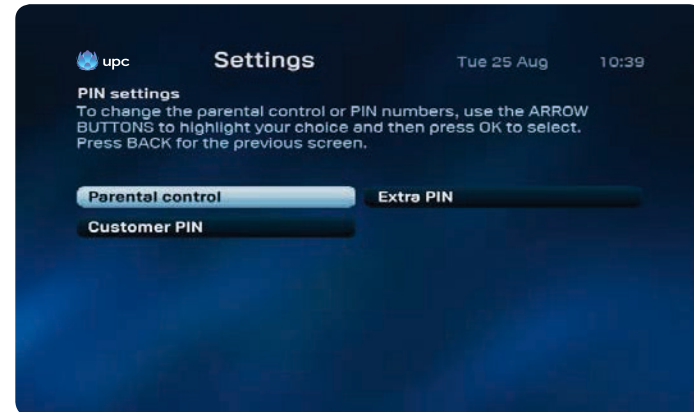 upc Settings Tue 25 Aug 10:39
PIN settings
To change the parental control or PIN numbers, use the ARROW
BUTTONS to highlight your choice and then press OK to select.
Press BACK for the previous screen.
Parental control Extra PIN
Customer PIN